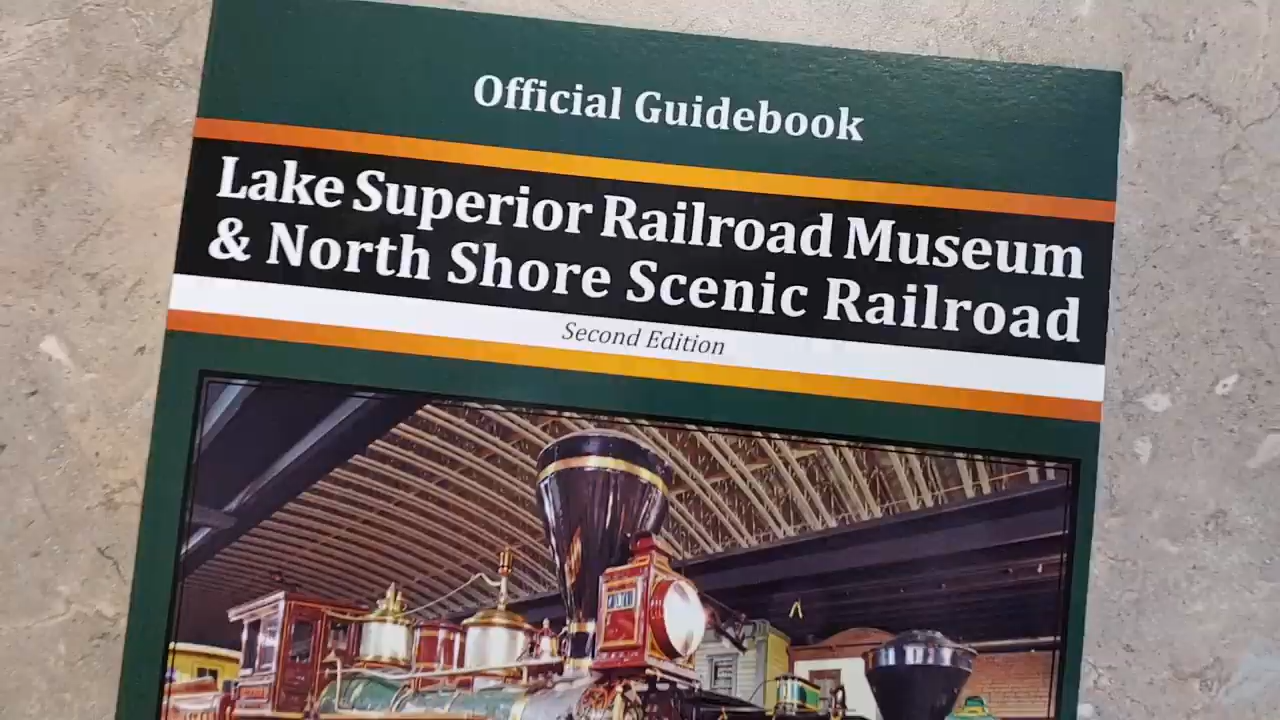 Official Guidebook
Lake Superior Railroad Museum
& North Shore Scenic Railroad
Second Edition